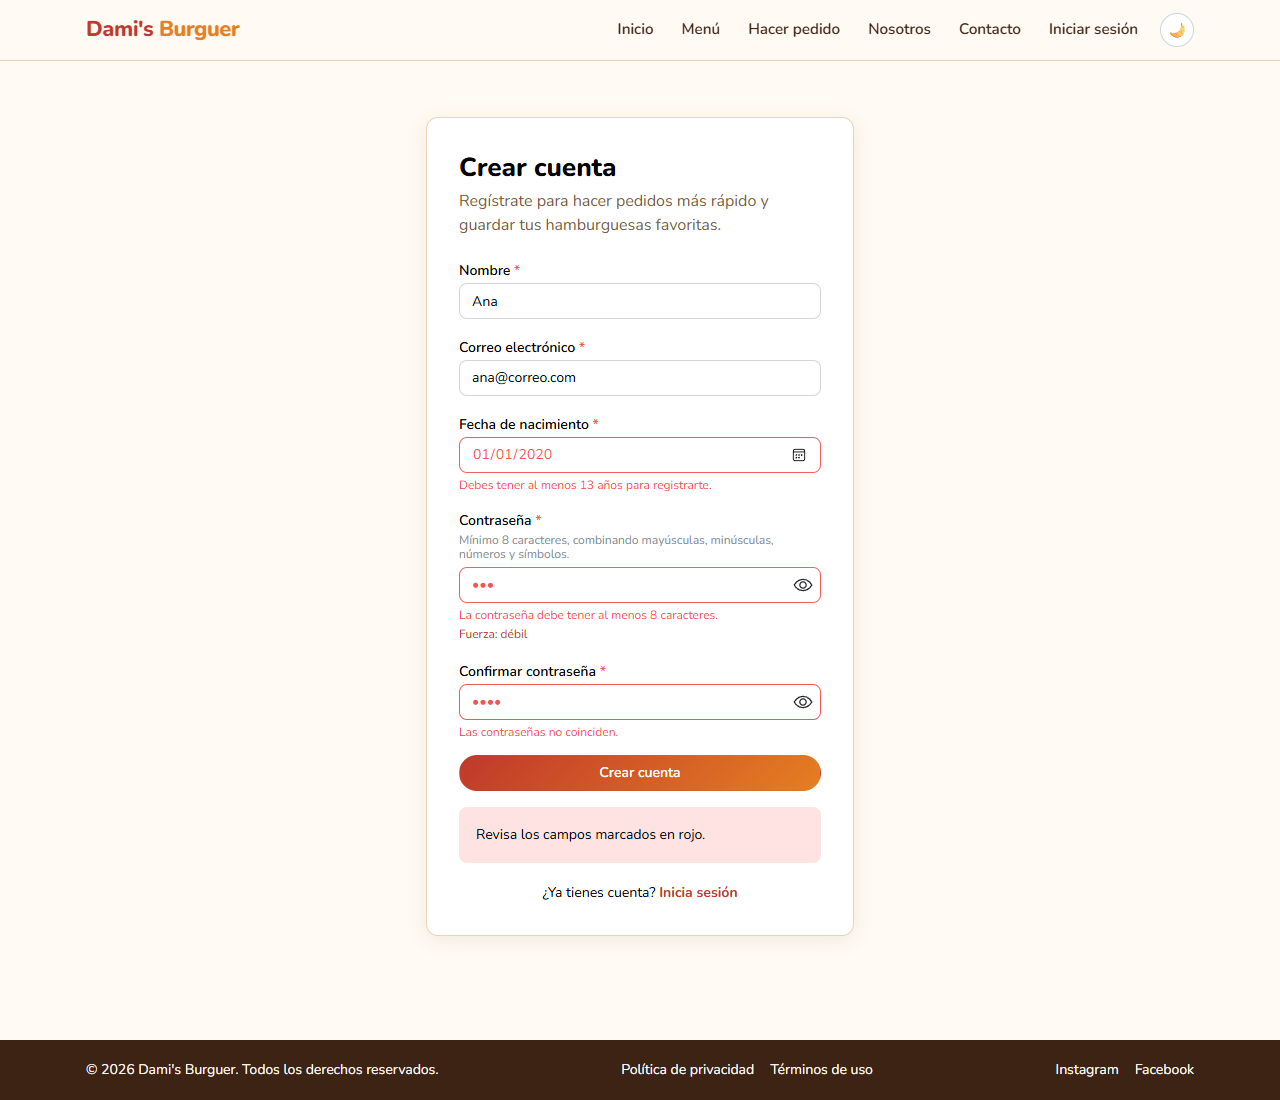 Dami's Burguer
Inicio
Menú
Hacer pedido
Nosotros
Contacto
Iniciar sesión
Crear cuenta
Regístrate para hacer pedidos más rápido y
guardar tus hamburguesas favoritas.
Nombre *
Ana
Correo electrónico *
ana@correo.com
Fecha de nacimiento *
01/01/2020
Debes tener al menos 13 años para registrarte.
Contraseña *
Mínimo 8 caracteres, combinando mayúsculas, minúsculas,
números y símbolos.
•••
La contraseña debe tener al menos 8 caracteres.
Fuerza: débil
Confirmar contraseña *
••••
Las contraseñas no coinciden.
Crear cuenta
Revisa los campos marcados en rojo.
¿Ya tienes cuenta? Inicia sesión
© 2026 Dami's Burguer. Todos los derechos reservados.
Política de privacidad
Términos de uso
Instagram
Facebook